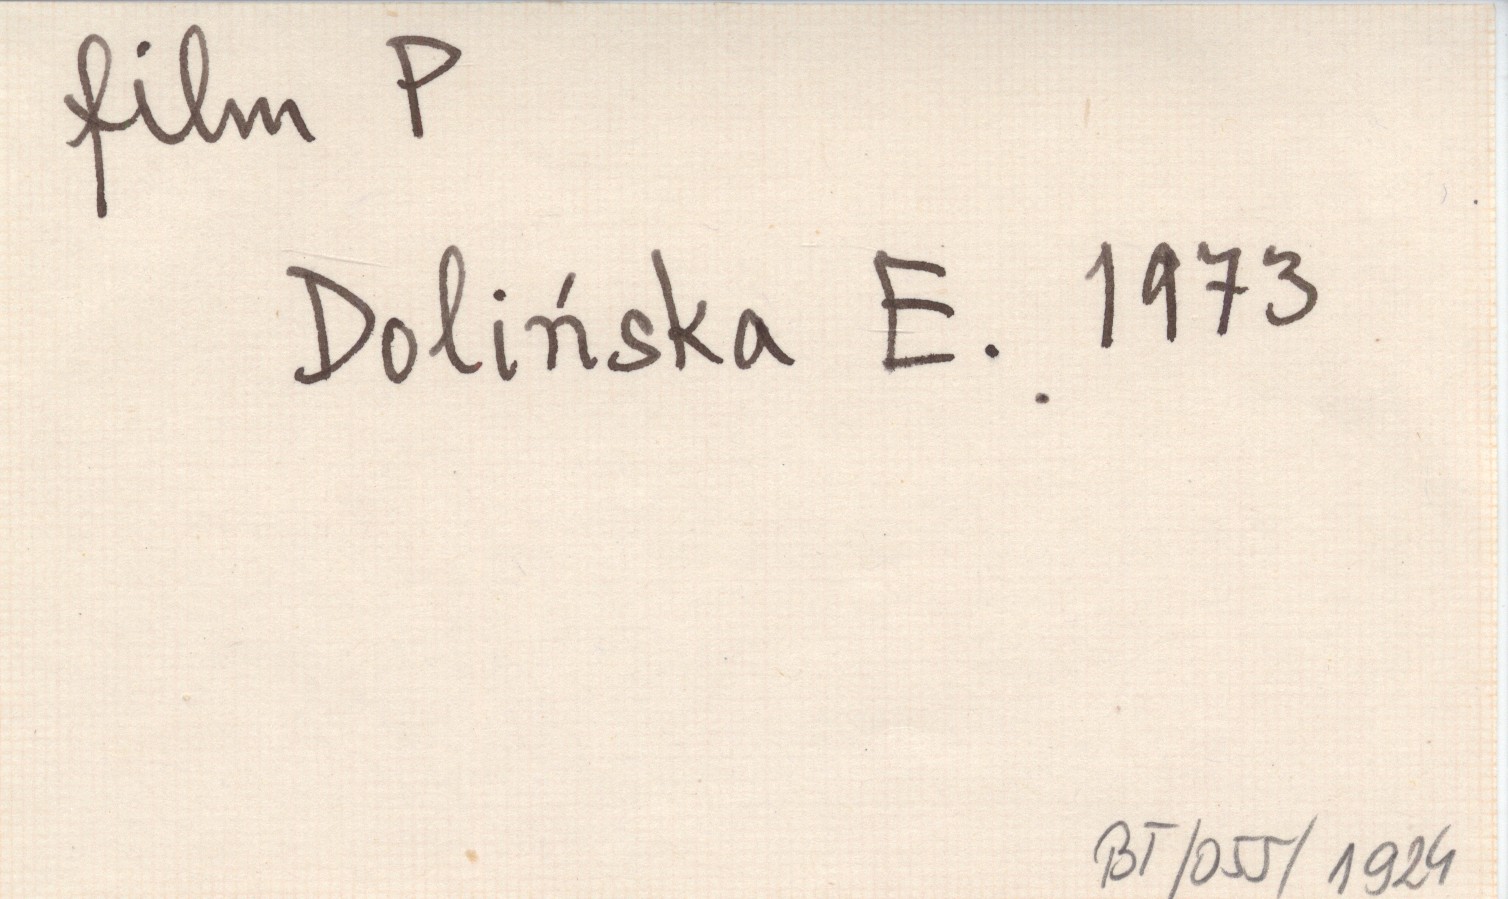 film P
Dolińska E. 1973
BT/055/1924